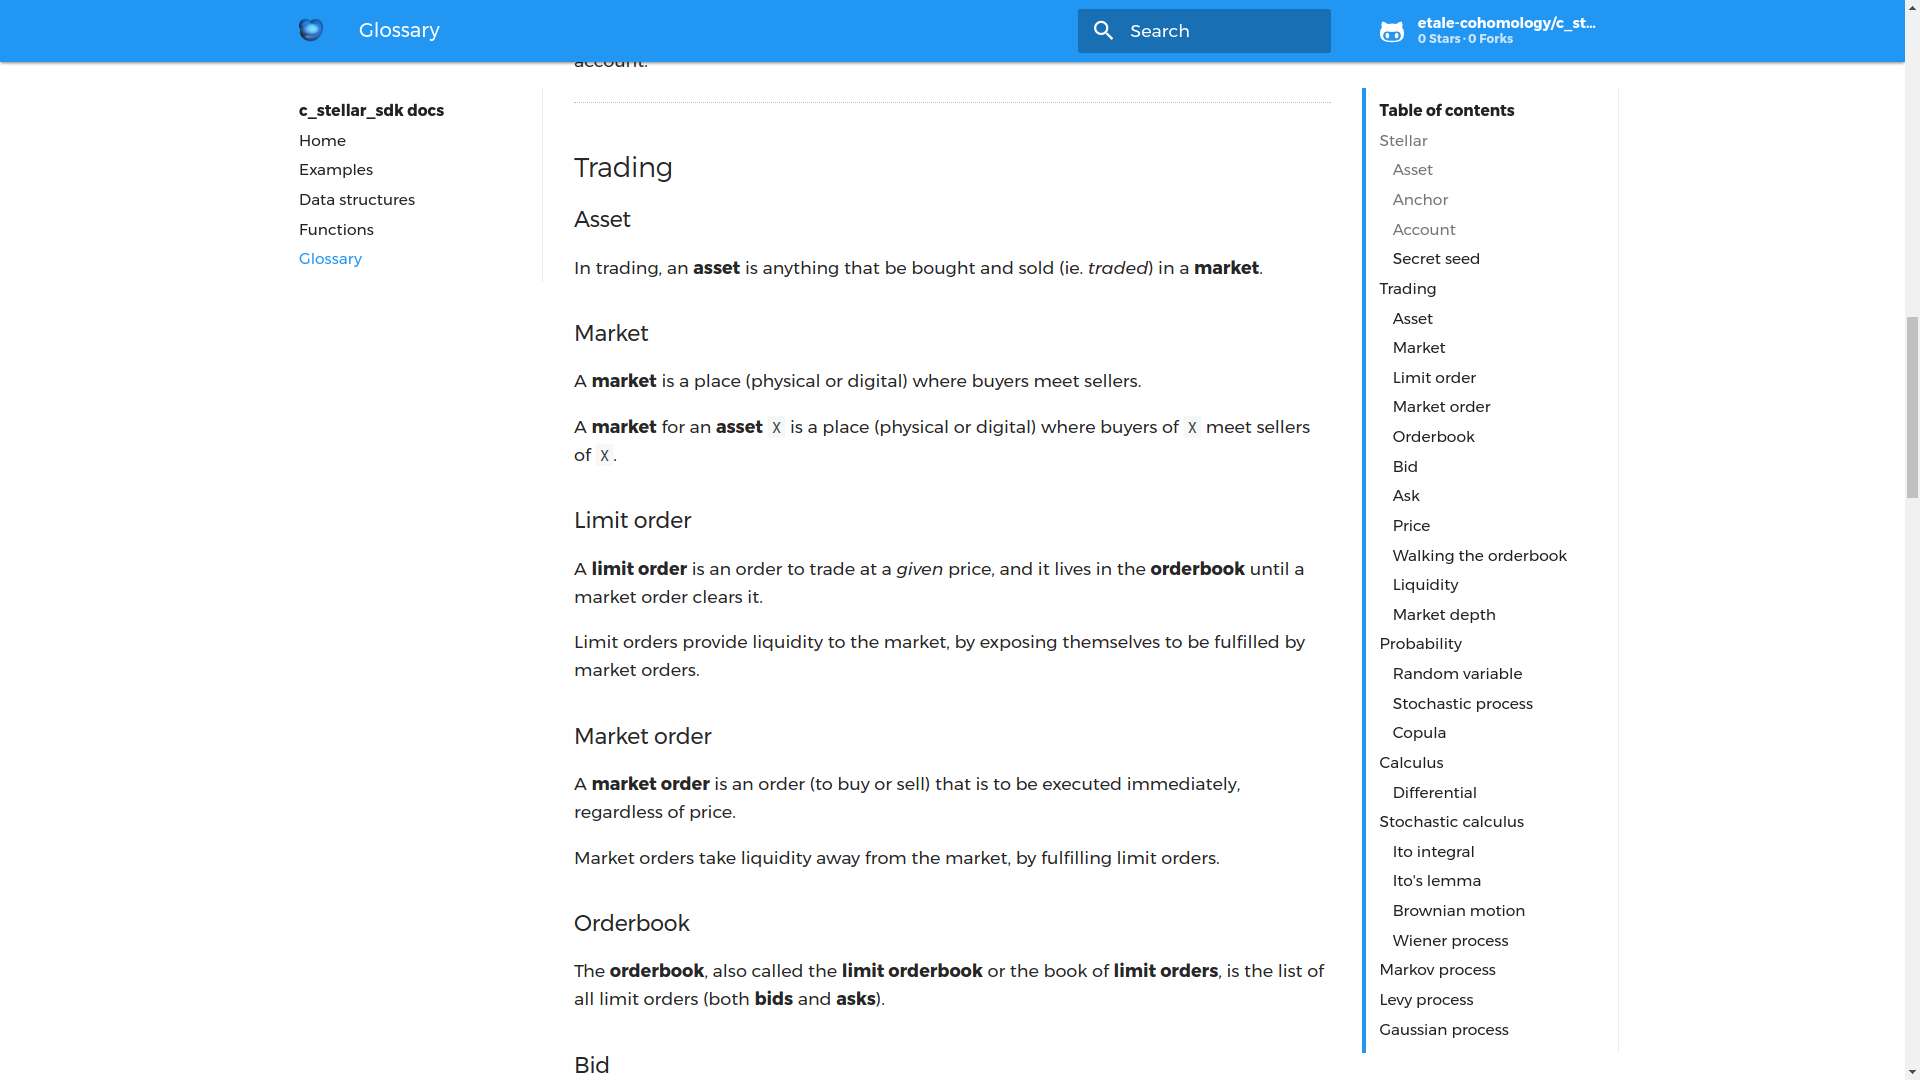 Glossary
Search
etale-cohomology/c_st...
0 Stars · 0 Forks
c_stellar_sdk docs
Home
Examples
Data structures
Functions
Glossary
account.
Trading
Asset
In trading, an asset is anything that be bought and sold (ie. traded) in a market.
Market
A market is a place (physical or digital) where buyers meet sellers.
A market for an asset X is a place (physical or digital) where buyers of X meet sellers
of X.
Limit order
A limit order is an order to trade at a given price, and it lives in the orderbook until a
market order clears it.
Limit orders provide liquidity to the market, by exposing themselves to be fulfilled by
market orders.
Market order
A market order is an order (to buy or sell) that is to be executed immediately,
regardless of price.
Market orders take liquidity away from the market, by fulfilling limit orders.
Orderbook
The orderbook, also called the limit orderbook or the book of limit orders, is the list of
all limit orders (both bids and asks).
Bid
Table of contents
Stellar
Asset
Anchor
Account
Secret seed
Trading
Asset
Market
Limit order
Market order
Orderbook
Bid
Ask
Price
Walking the orderbook
Liquidity
Market depth
Probability
Random variable
Stochastic process
Copula
Calculus
Differential
Stochastic calculus
Ito integral
Ito's lemma
Brownian motion
Wiener process
Markov process
Levy process
Gaussian process